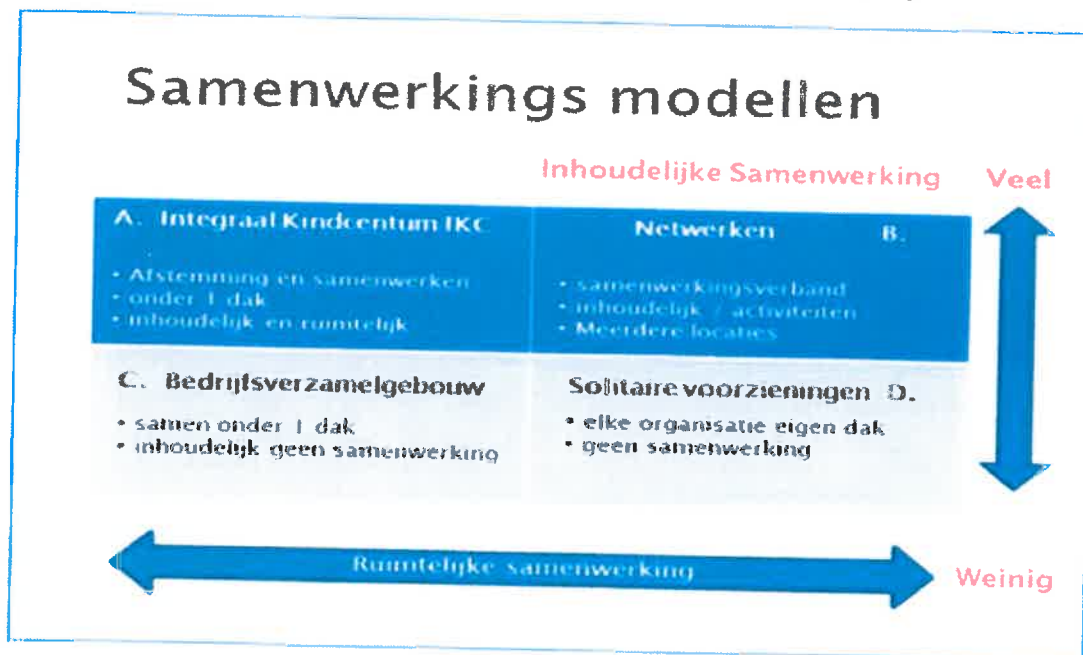 Samenwerkings modellen
Inhoudelijke Samenwerking Veel
A. Integraal Kindcentum IKC
• Afstemming en samenwerken
• onder 1 dak
• inhoudelijk en ruimtelijk
Netwerken B.
• samenwerkingsverband
• inhoudelijk / activiteiten
• Meerdere locaties
C. Bedrijfsverzamelgebouw
• samen onder 1 dak
• inhoudelijk geen samenwerking
Solitaire voorzieningen D.
• elke organisatie eigen dak
• geen samenwerking
Ruimtelijke samenwerking
Weinig